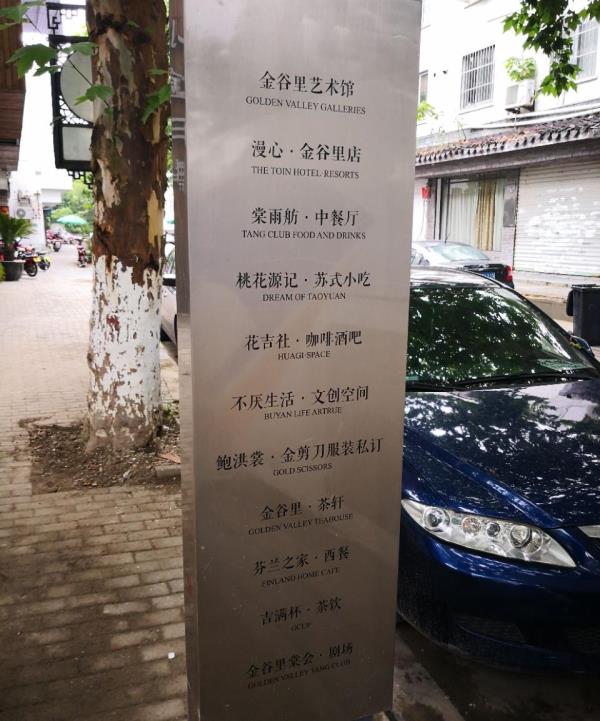 金谷里艺术馆
GOLDEN VALLEY GALLERIES
漫心·金谷里店
THE TOIN HOTEL·RESORTS
棠雨舫·中餐厅
TANG CLUB FOOD AND DRINKS
桃花源记·苏式小吃
DREAM OF TAOYUAN
花吉社·咖啡酒吧
HUAGI·SPACE
不厌生活·文创空间
BUYAN LIFE ARTRUE
鲍洪裳·金剪刀服装私订
GOLD SCISSORS
金谷里·茶轩
GOLDEN VALLEY TEAHOUSE
芬兰之家·西餐
FINLAND HOME CAFE
吉满杯·茶饮
GCUP
金谷里棠会·剧场
GOLDEN VALLEY TANG CLUB